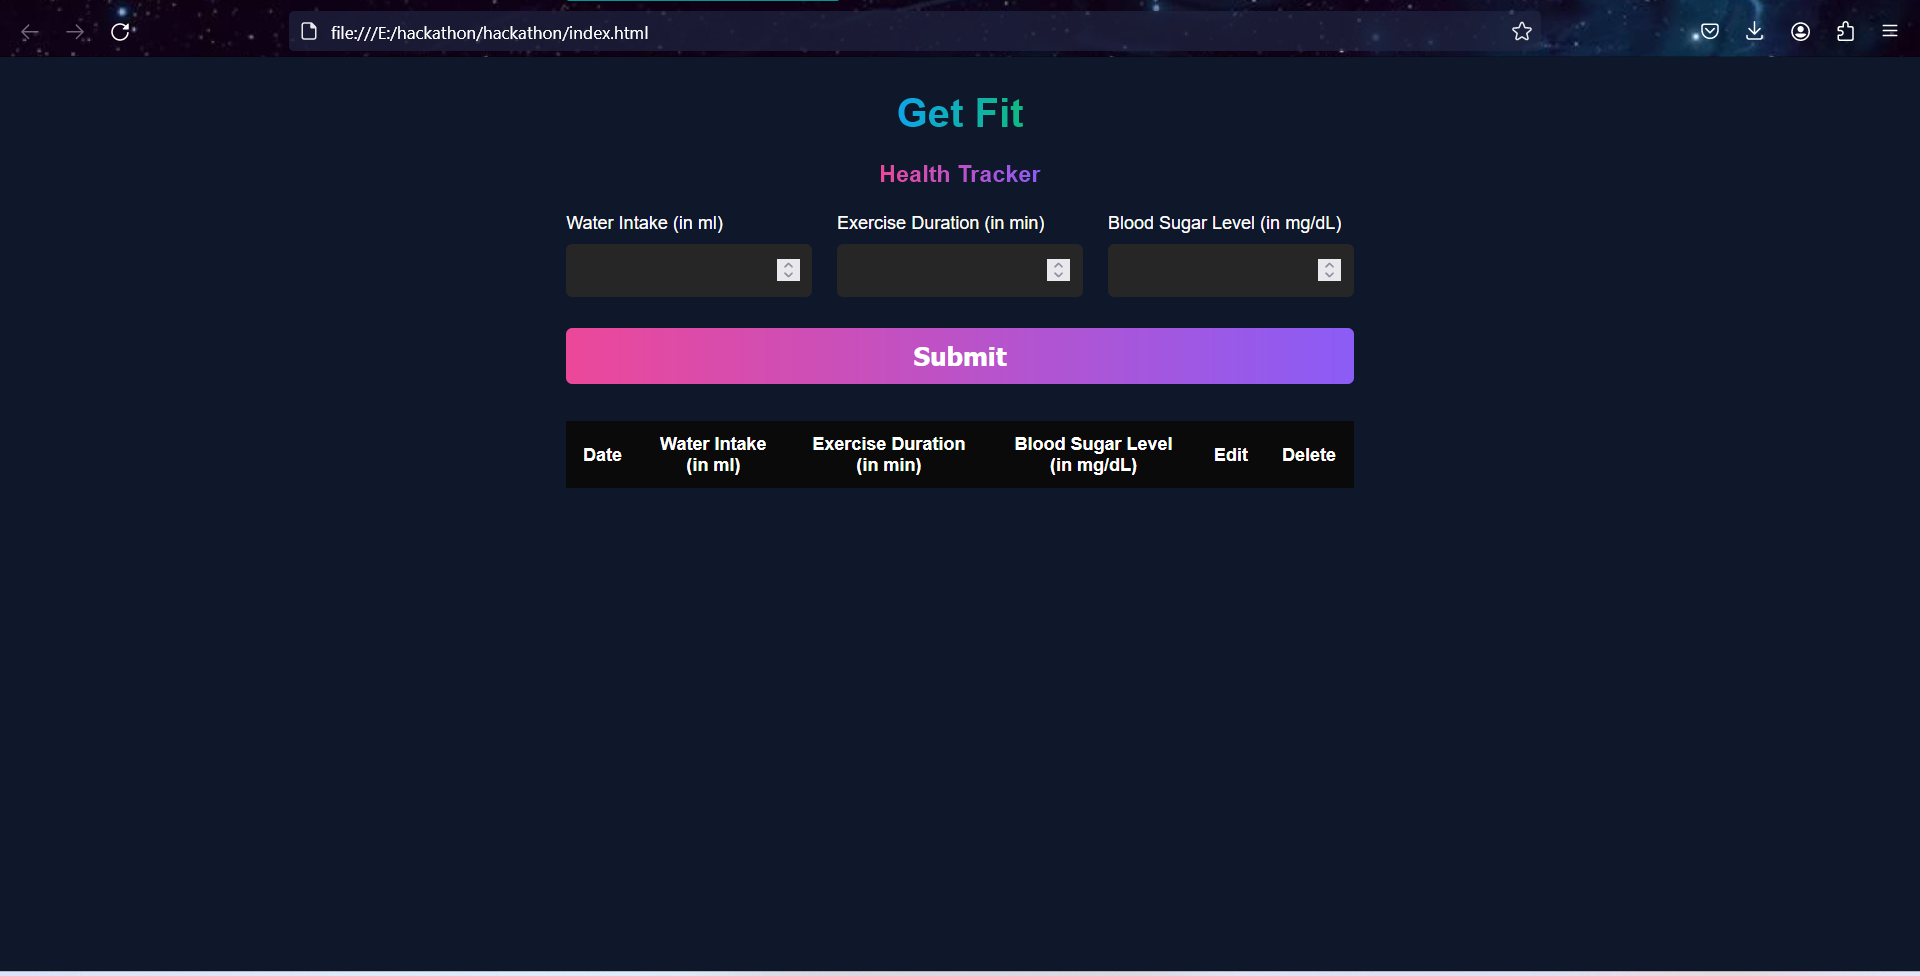 file:///E:/hackathon/hackathon/index.html
Get Fit
Health Tracker
Water Intake (in ml)
Exercise Duration (in min)
Blood Sugar Level (in mg/dL)
Submit
Date
Water Intake
(in ml)
Exercise Duration
(in min)
Blood Sugar Level
(in mg/dL)
Edit
Delete